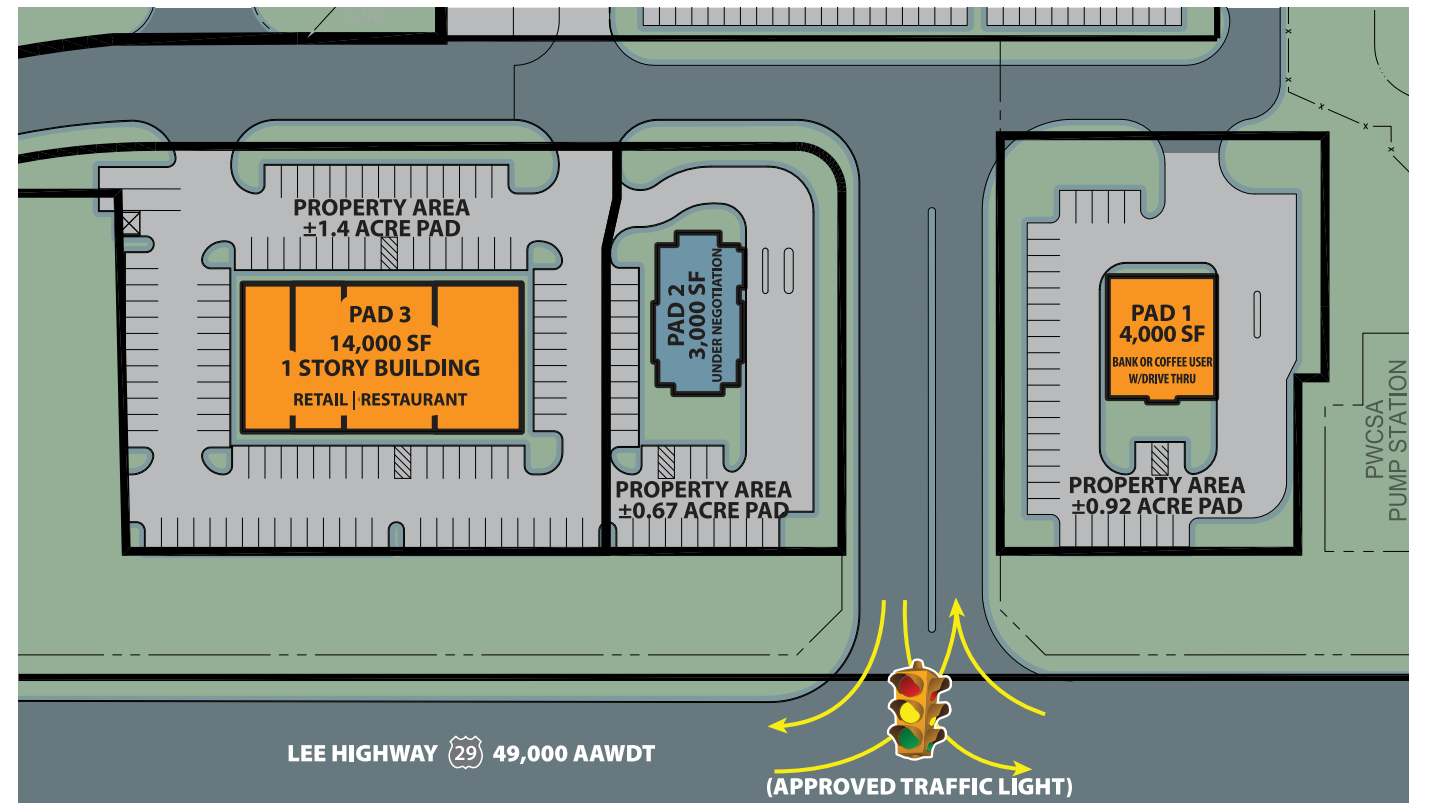 PROPERTY AREA
±1.4 ACRE PAD
PAD 3
14,000 SF
1 STORY BUILDING
RETAIL | RESTAURANT
PAD 2
3,000 SF
UNDER NEGOTIATION
PROPERTY AREA
±0.67 ACRE PAD
PAD 1
4,000 SF
BANK OR COFFEE USER
W/DRIVE THRU
PROPERTY AREA
±0.92 ACRE PAD
PWCSA
PUMP STATION
LEE HIGHWAY 29 49,000 AAWDT
(APPROVED TRAFFIC LIGHT)